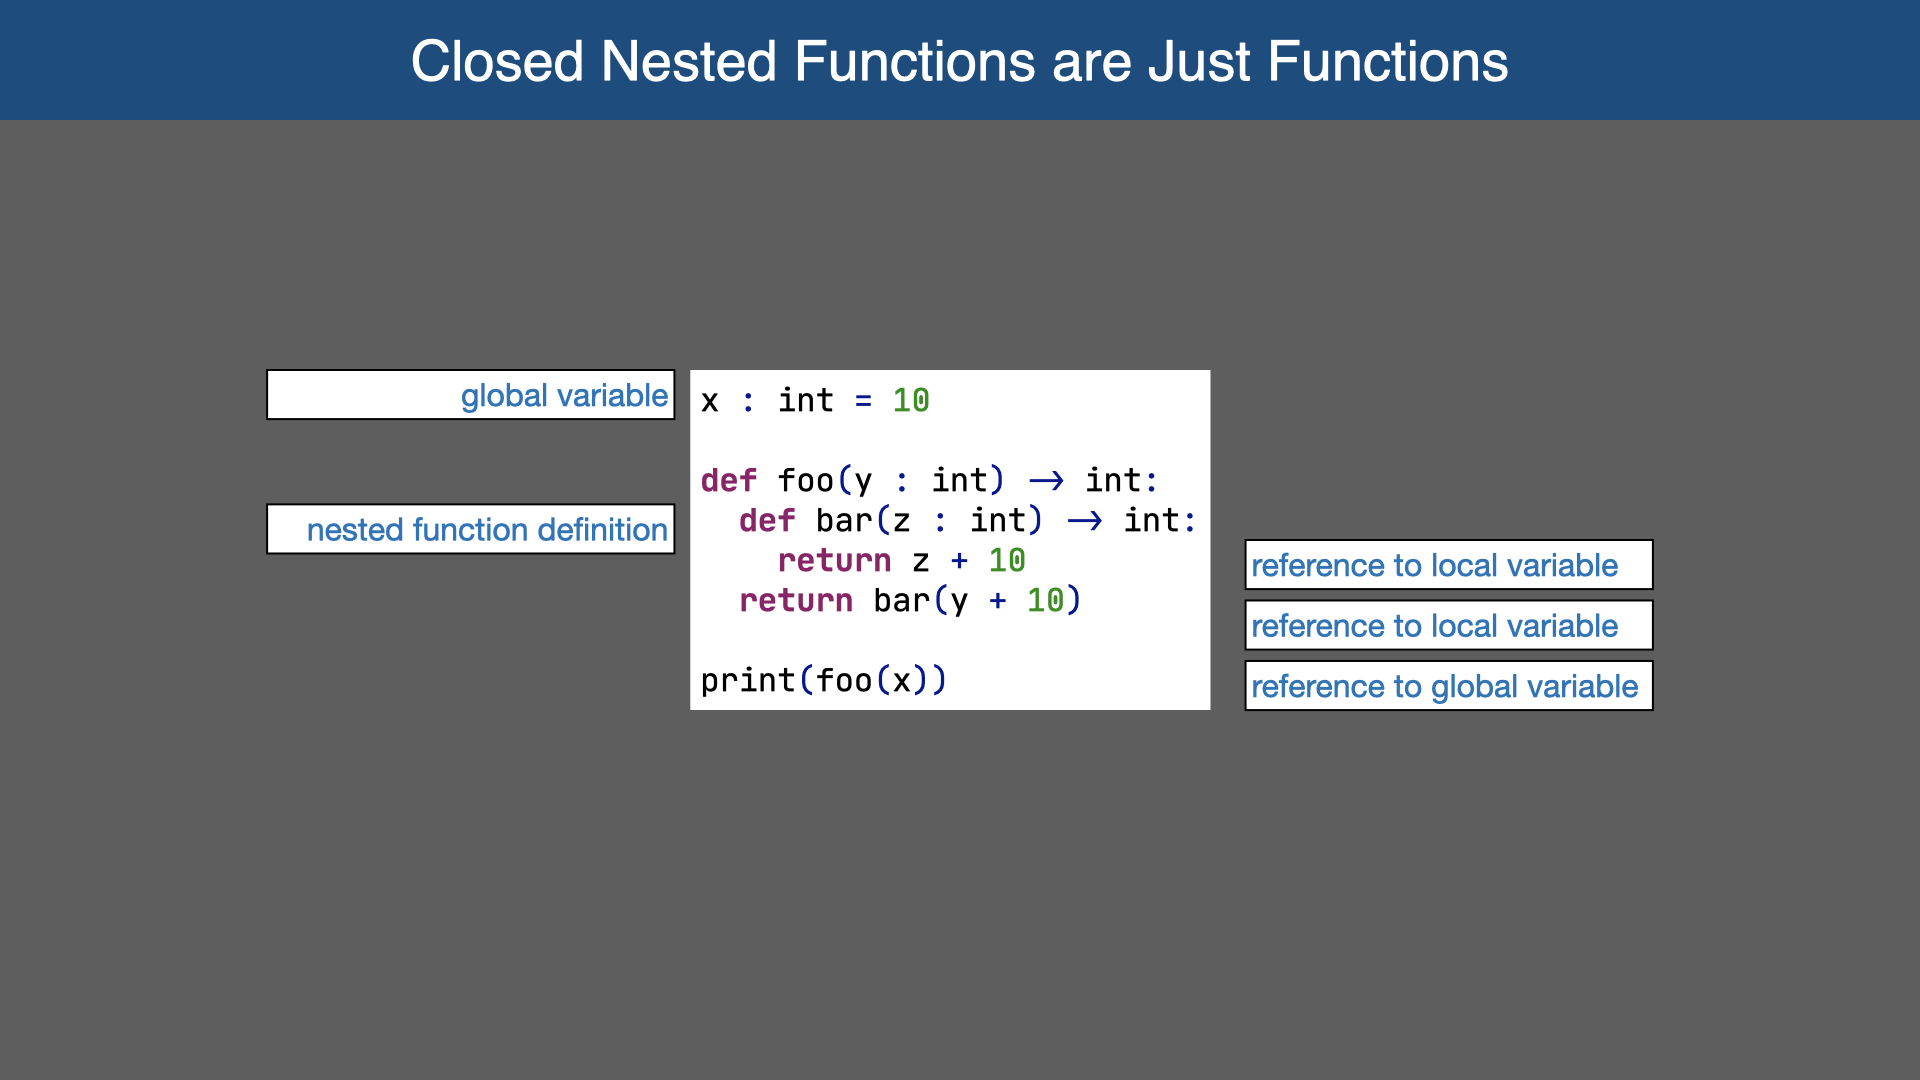 Closed Nested Functions are Just Functions
global variable
x : int = 10
def foo(y : int) → int:
nested function definition
def bar(z : int) → int:
return z + 10
reference to local variable
return bar(y + 10)
reference to local variable
print(foo(x))
reference to global variable